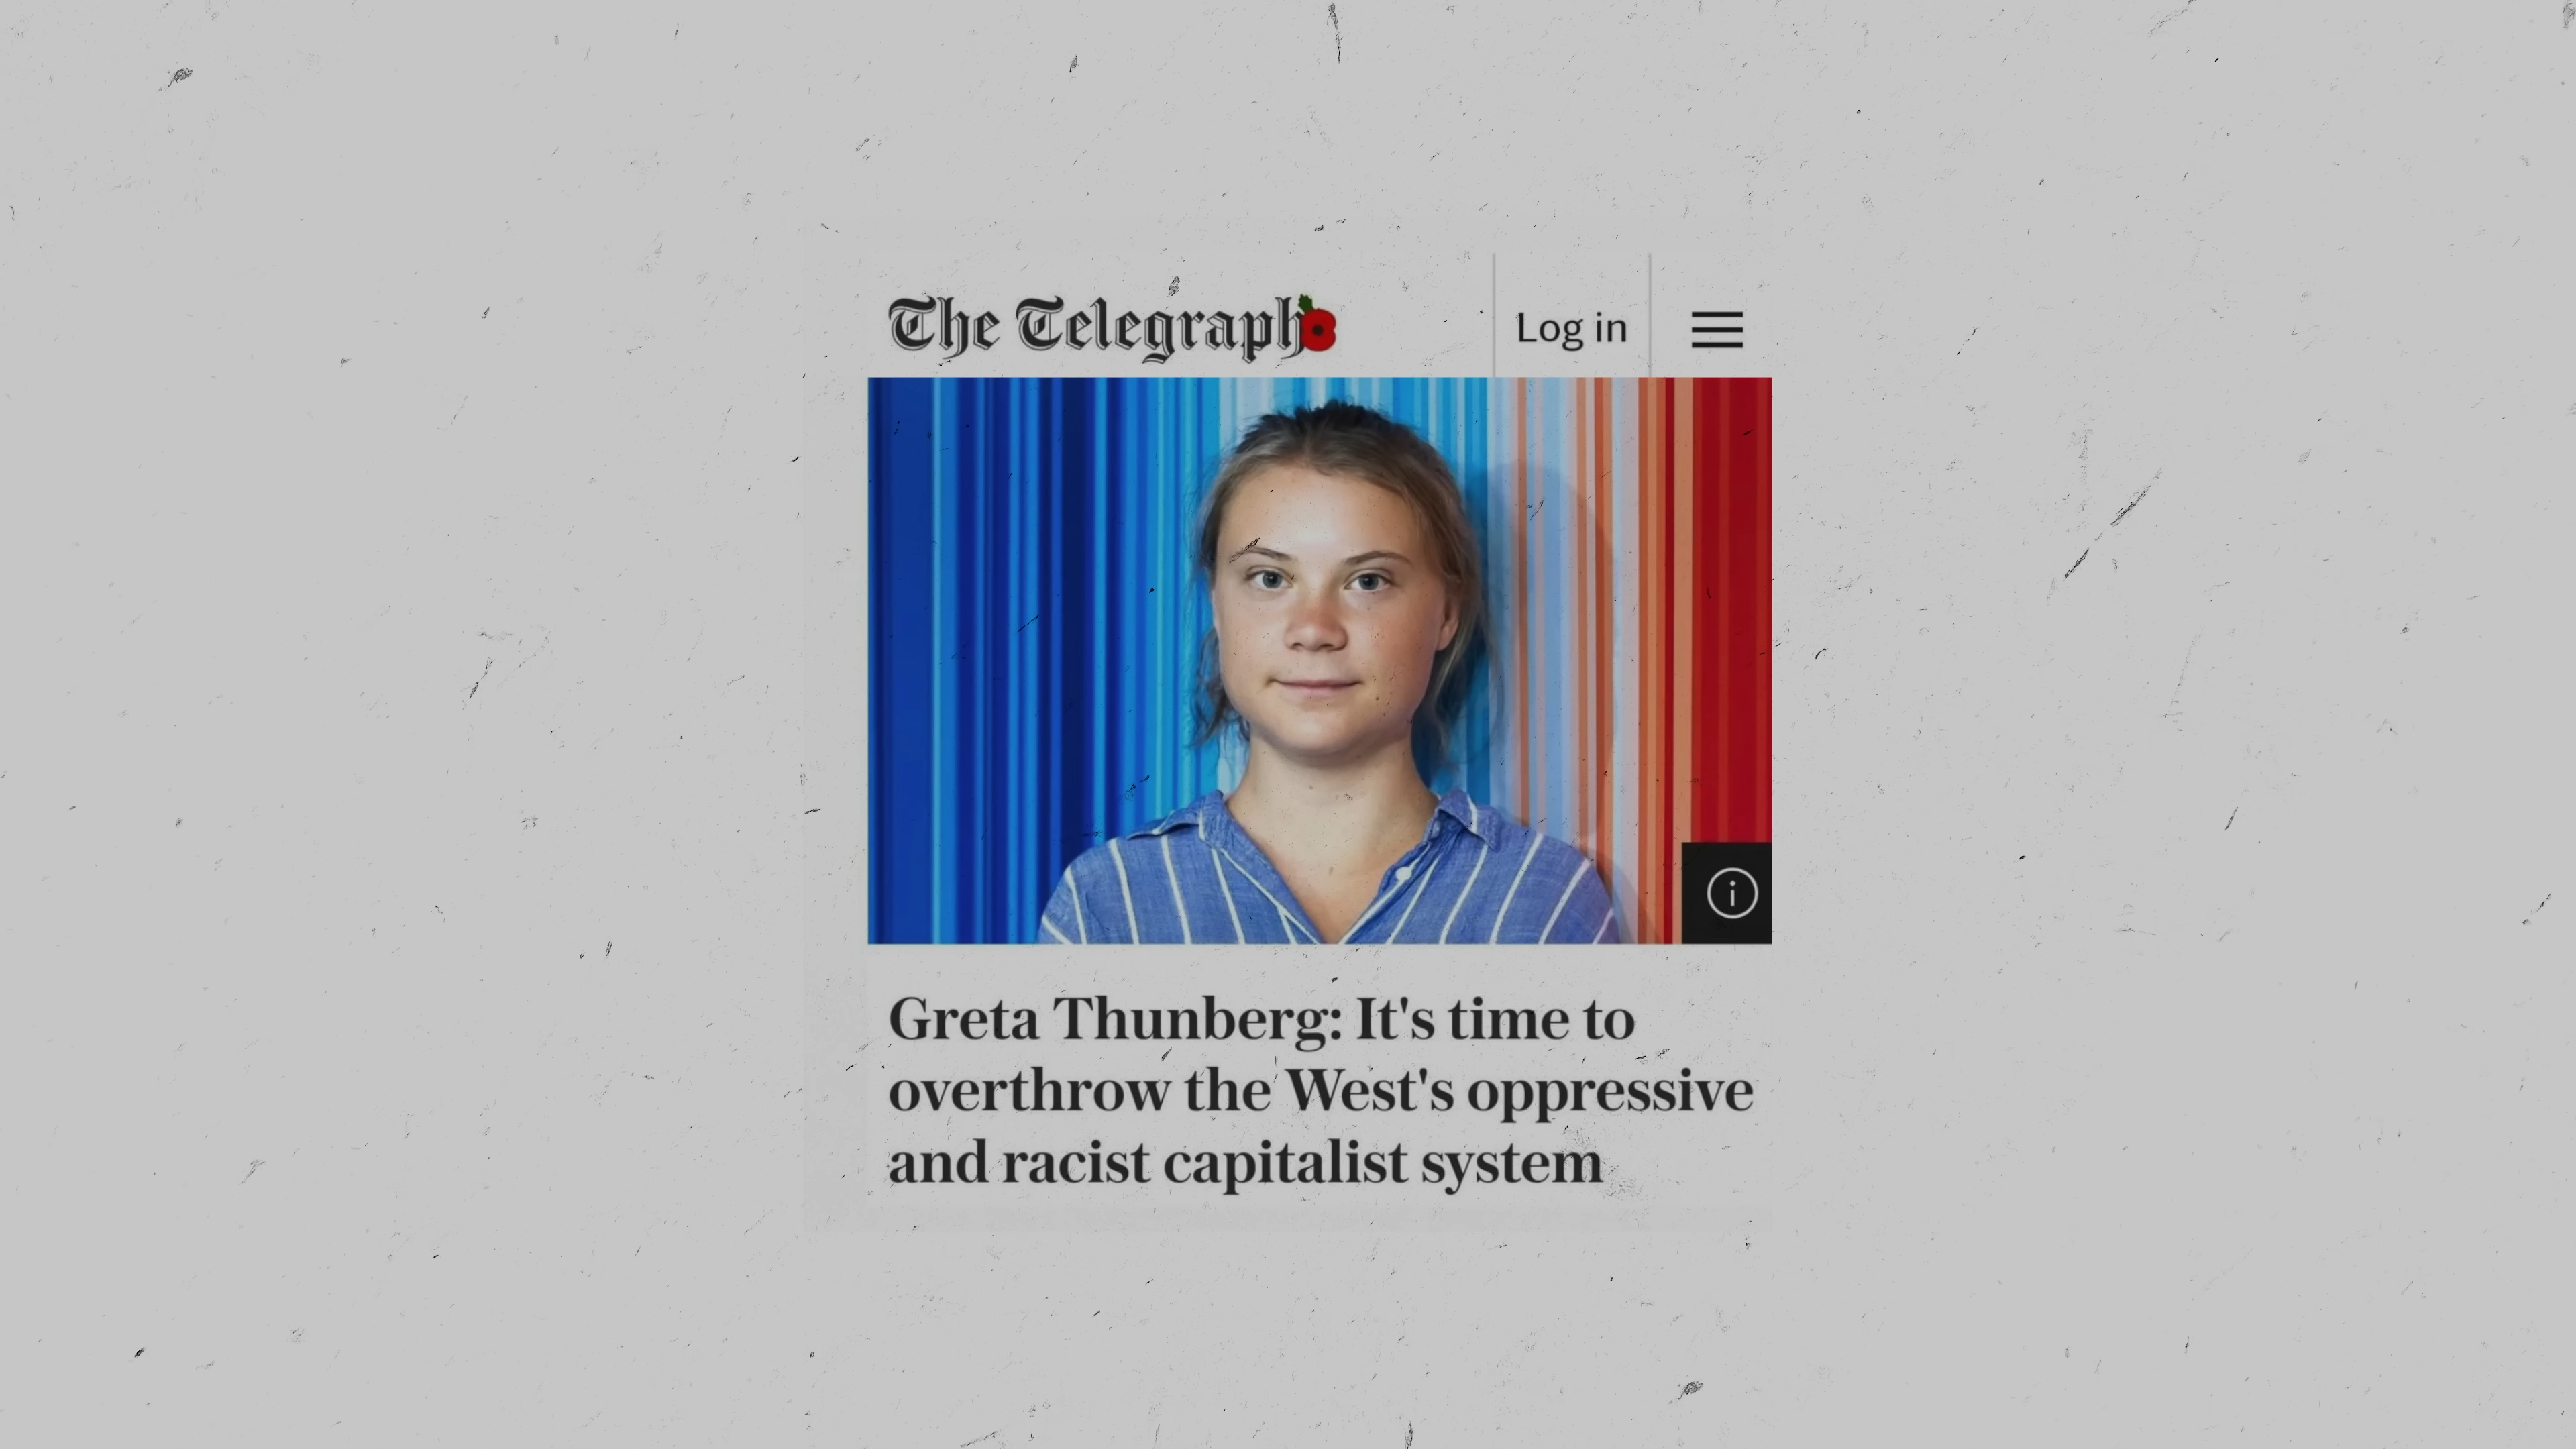 The Telegraph
Log in
Greta Thunberg: It's time to
overthrow the West's oppressive
and racist capitalist system